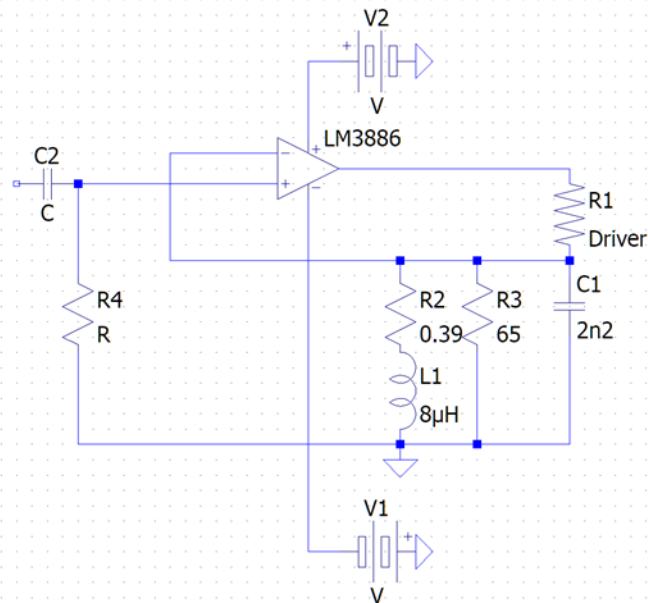 V2
+
V
LM3886
−
+
+
−
C2
C
R1
Driver
R4
R
R2
0.39
R3
65
C1
2n2
L1
8µH
V1
+
V